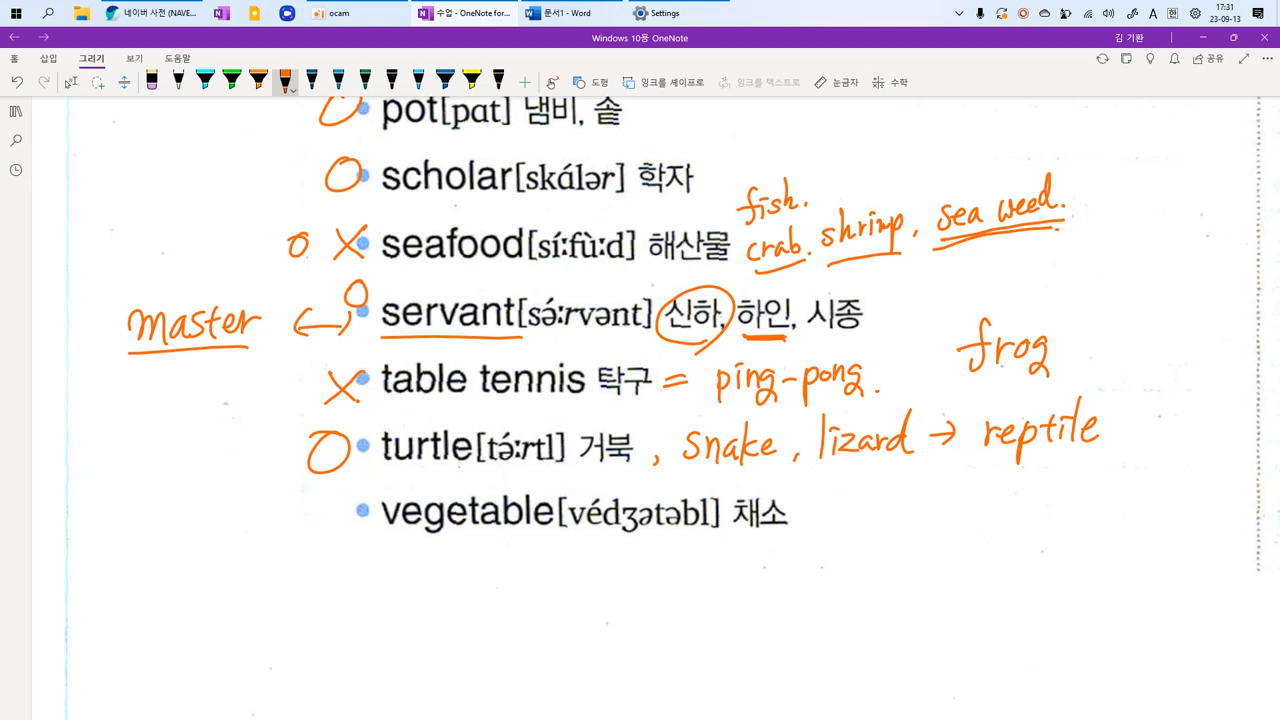 네이버 사전 (NAVE...
ocam
수업 - OneNote for...
문서1 - Word
Settings
A
한
17:31
23-09-13
Windows 10용 OneNote
김 기환
홈
삽입
그리기
보기
도움말
공유
도형
잉크를 셰이프로
잉크를 텍스트로
눈금자
수학
pot[pɑt] 냄비, 솥
scholar[skɑ́lər] 학자
fish.
seafood[síːfùːd] 해산물 crab. shrimp, sea weed.
Master ← servant[sə́ːrvənt] 신하, 하인, 시종
frog
table tennis 탁구 = ping-pong.
turtle[tə́ːrtl] 거북 , snake, lizard → reptile
vegetable[védʒətəbl] 채소